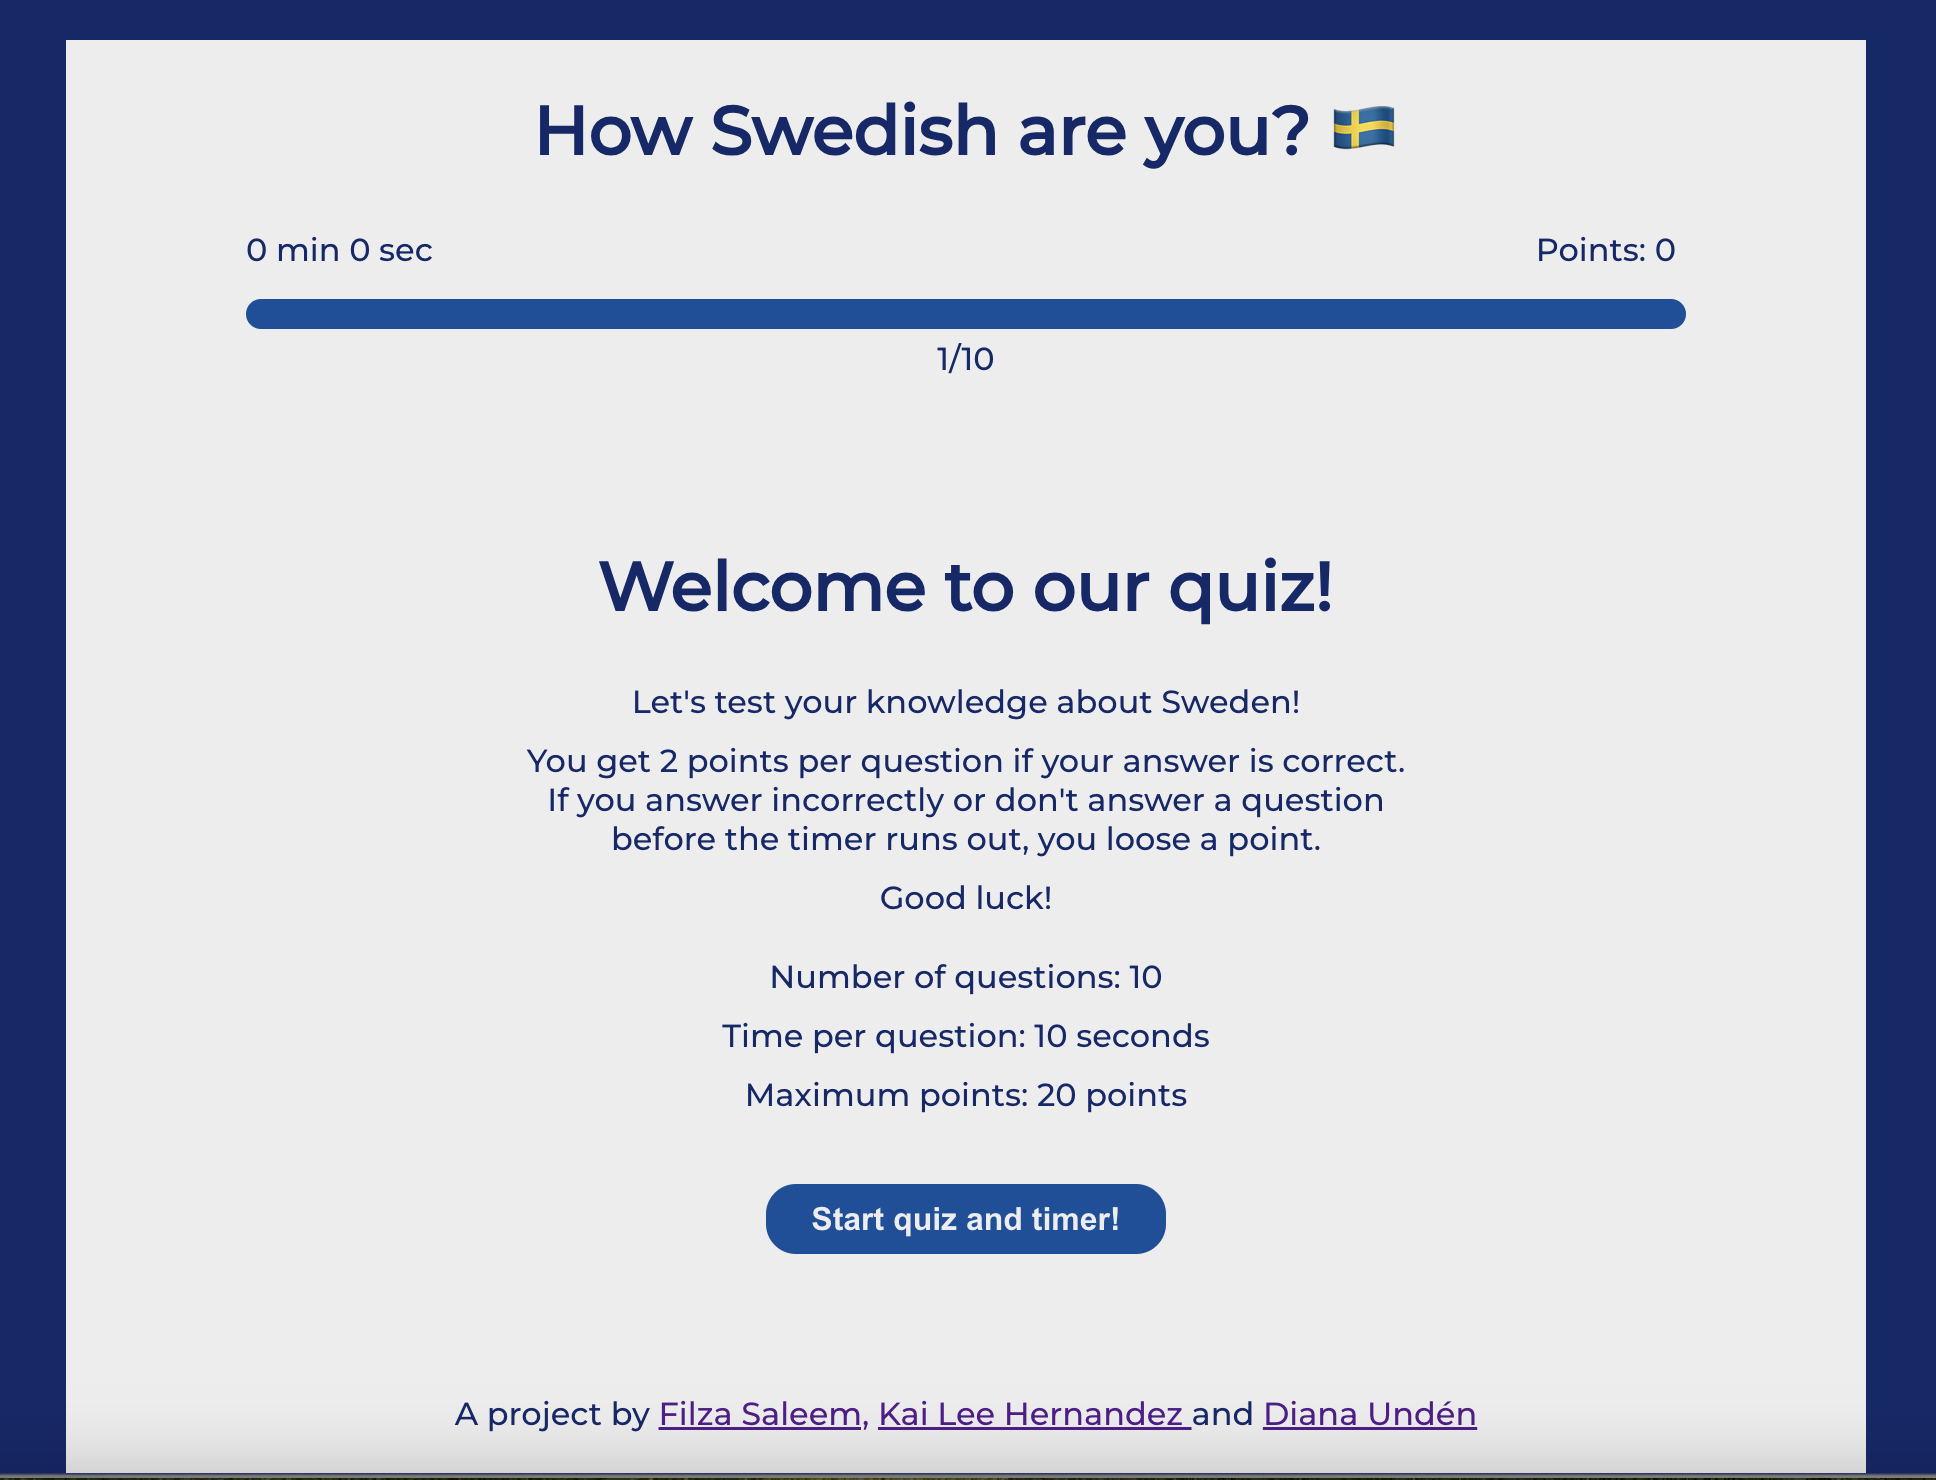 How Swedish are you? 🇸🇪
0 min 0 sec
Points: 0
1/10
Welcome to our quiz!
Let's test your knowledge about Sweden!
You get 2 points per question if your answer is correct.
If you answer incorrectly or don't answer a question
before the timer runs out, you loose a point.
Good luck!
Number of questions: 10
Time per question: 10 seconds
Maximum points: 20 points
Start quiz and timer!
A project by Filza Saleem, Kai Lee Hernandez and Diana Undén